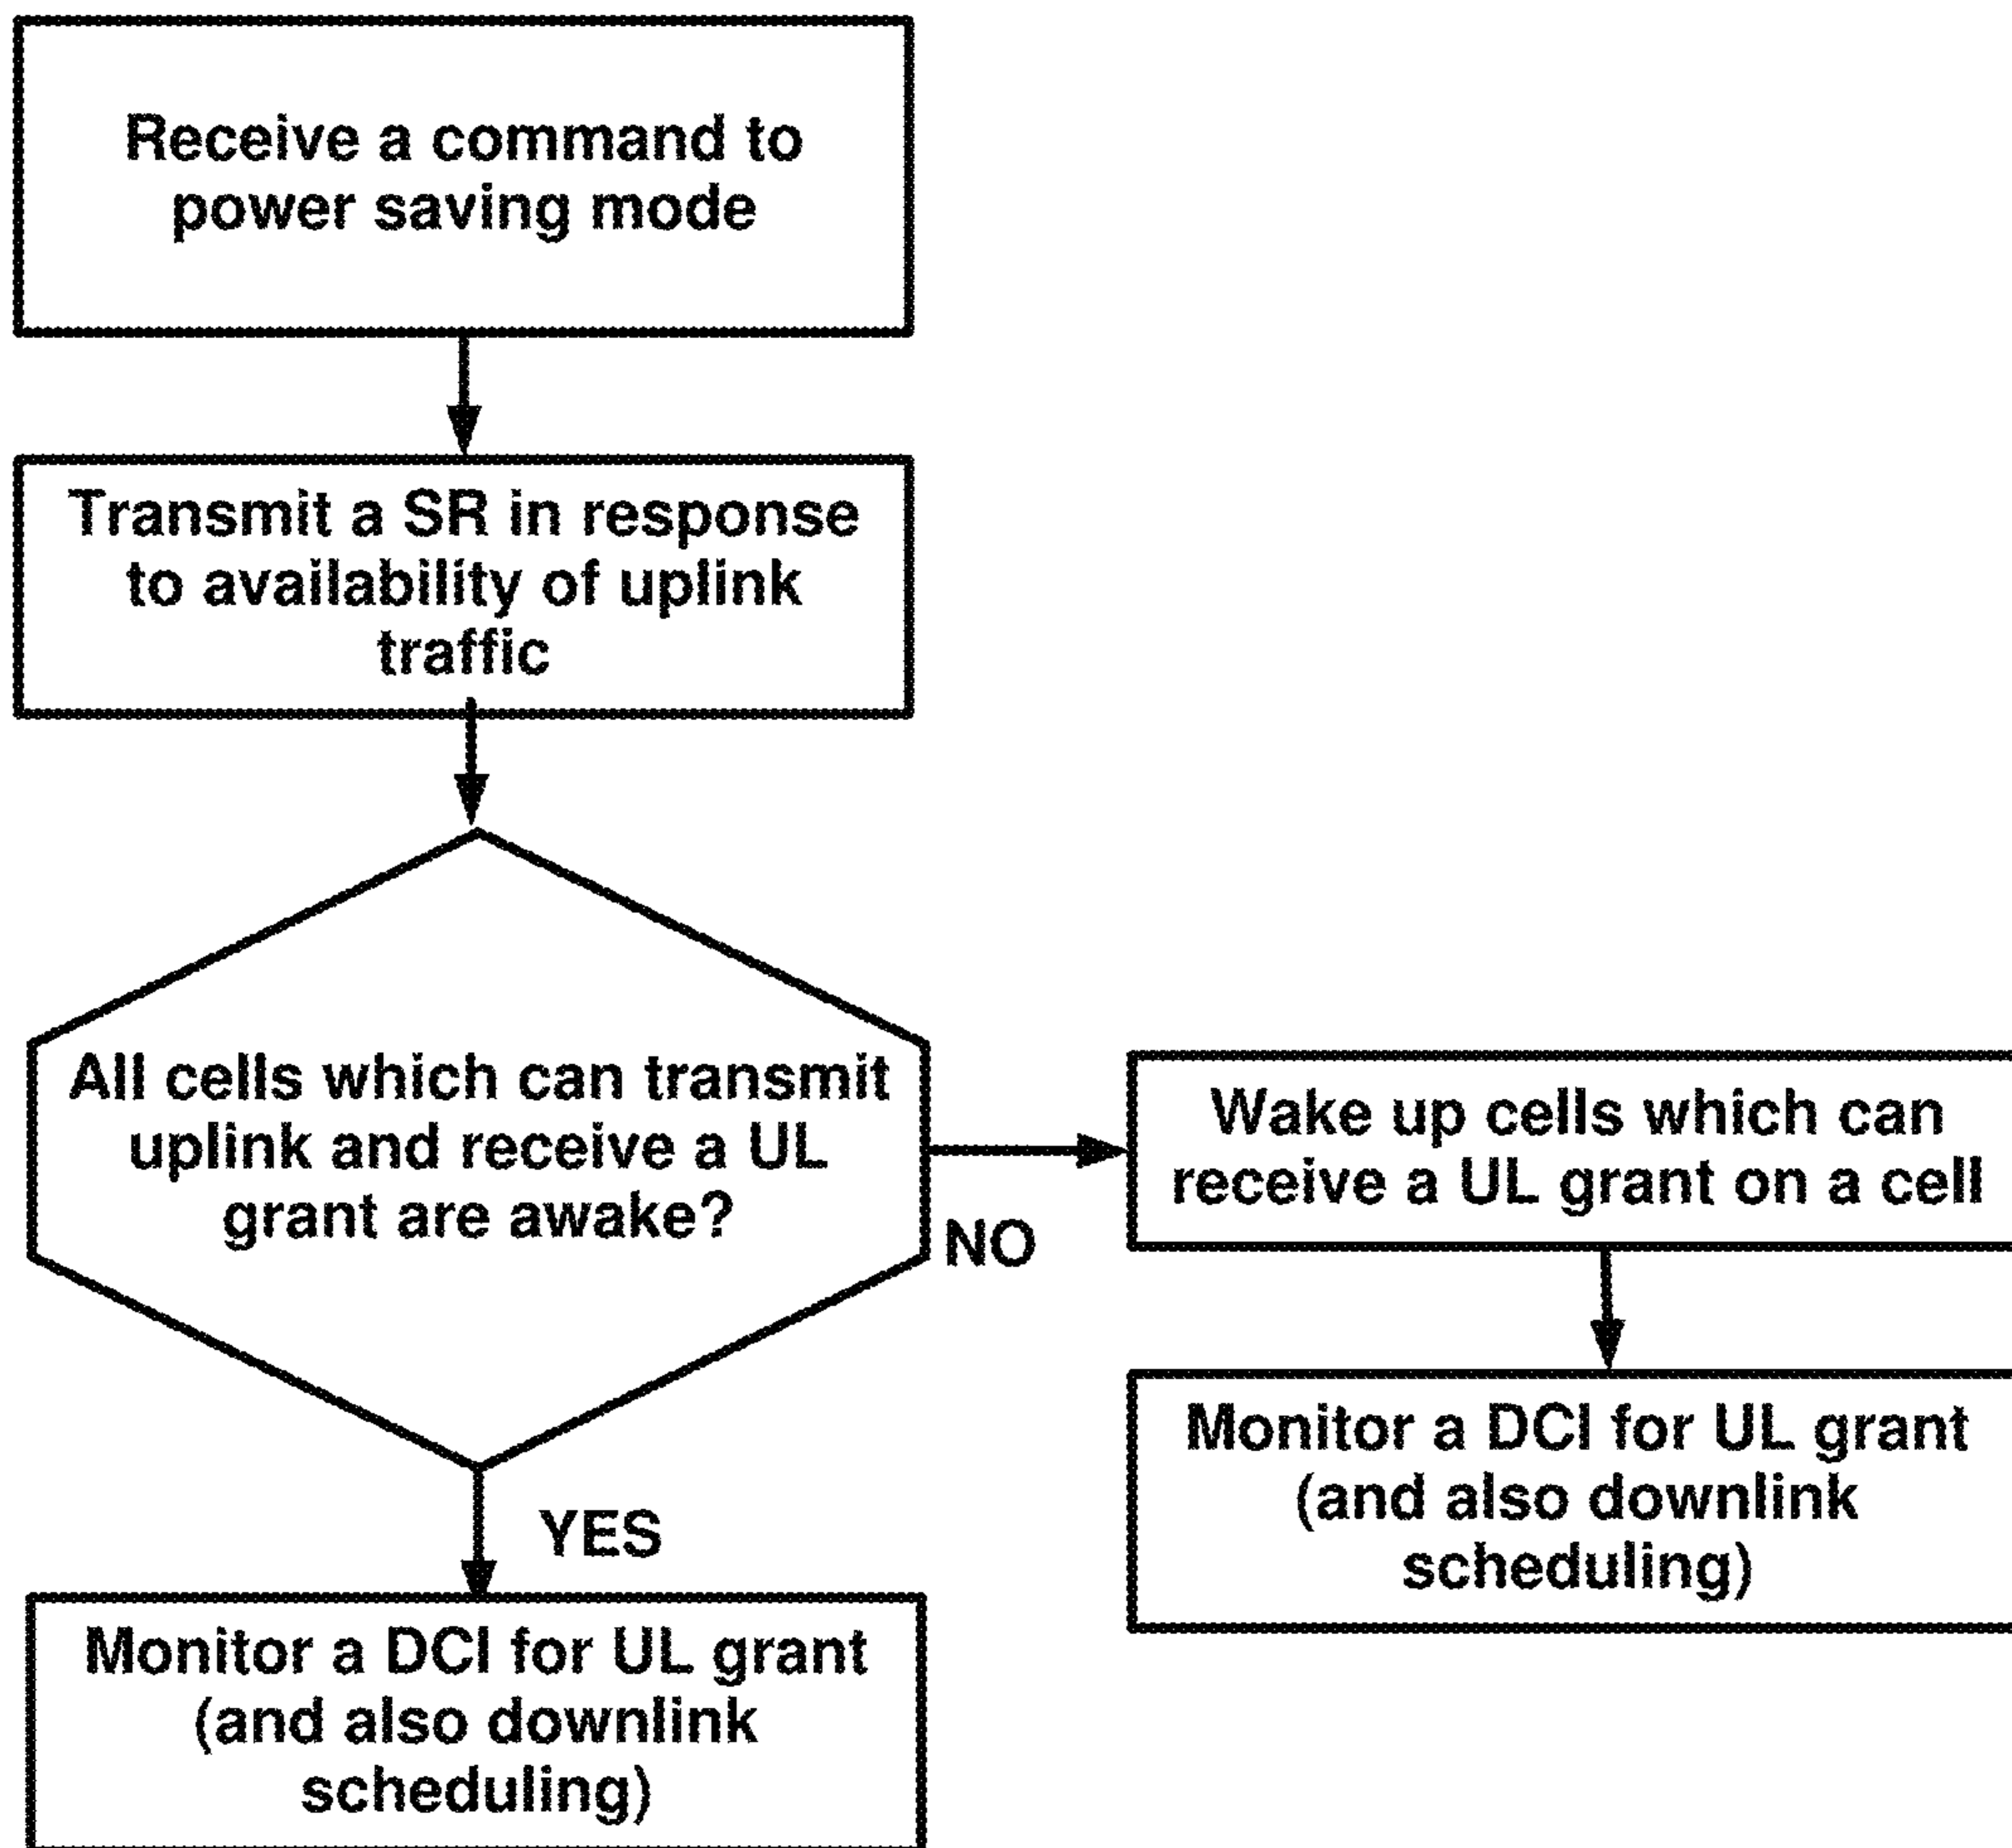 Receive a command to
power saving mode
Transmit a SR in response
to availability of uplink
traffic
All cells which can transmit
uplink and receive a UL
grant are awake?
NO
Wake up cells which can
receive a UL grant on a cell
Monitor a DCI for UL grant
(and also downlink
scheduling)
YES
Monitor a DCI for UL grant
(and also downlink
scheduling)